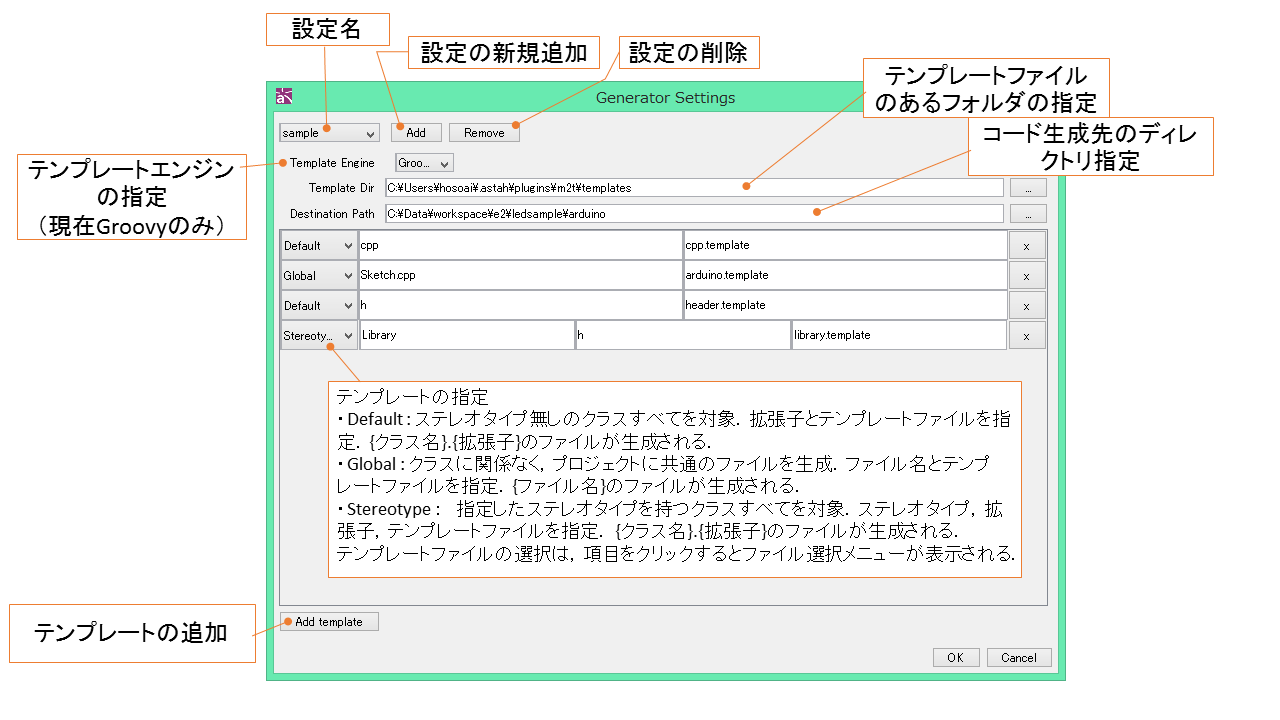 設定名
設定の新規追加
設定の削除
テンプレートファイル
のあるフォルダの指定
コード生成先のディレ
クトリ指定
テンプレートエンジン
の指定
（現在Groovyのみ）
a
Generator Settings
sample
Add
Remove
Template Engine
Groo...
Template Dir
C:¥Users¥hosoai¥.astah¥plugins¥m2t¥templates
...
Destination Path
C:¥Data¥workspace¥e2¥ledsample¥arduino
...
Default
cpp
cpp.template
x
Global
Sketch.cpp
arduino.template
x
Default
h
header.template
x
Stereoty...
Library
h
library.template
x
テンプレートの指定
・Default：ステレオタイプ無しのクラスすべてを対象．拡張子とテンプレートファイルを指
定．{クラス名}.{拡張子}のファイルが生成される．
・Global：クラスに関係なく，プロジェクトに共通のファイルを生成．ファイル名とテンプ
レートファイルを指定．{ファイル名}のファイルが生成される．
・Stereotype： 指定したステレオタイプを持つクラスすべてを対象．ステレオタイプ，拡
張子，テンプレートファイルを指定． {クラス名}.{拡張子}のファイルが生成される．
テンプレートファイルの選択は，項目をクリックするとファイル選択メニューが表示される．
テンプレートの追加
Add template
OK
Cancel